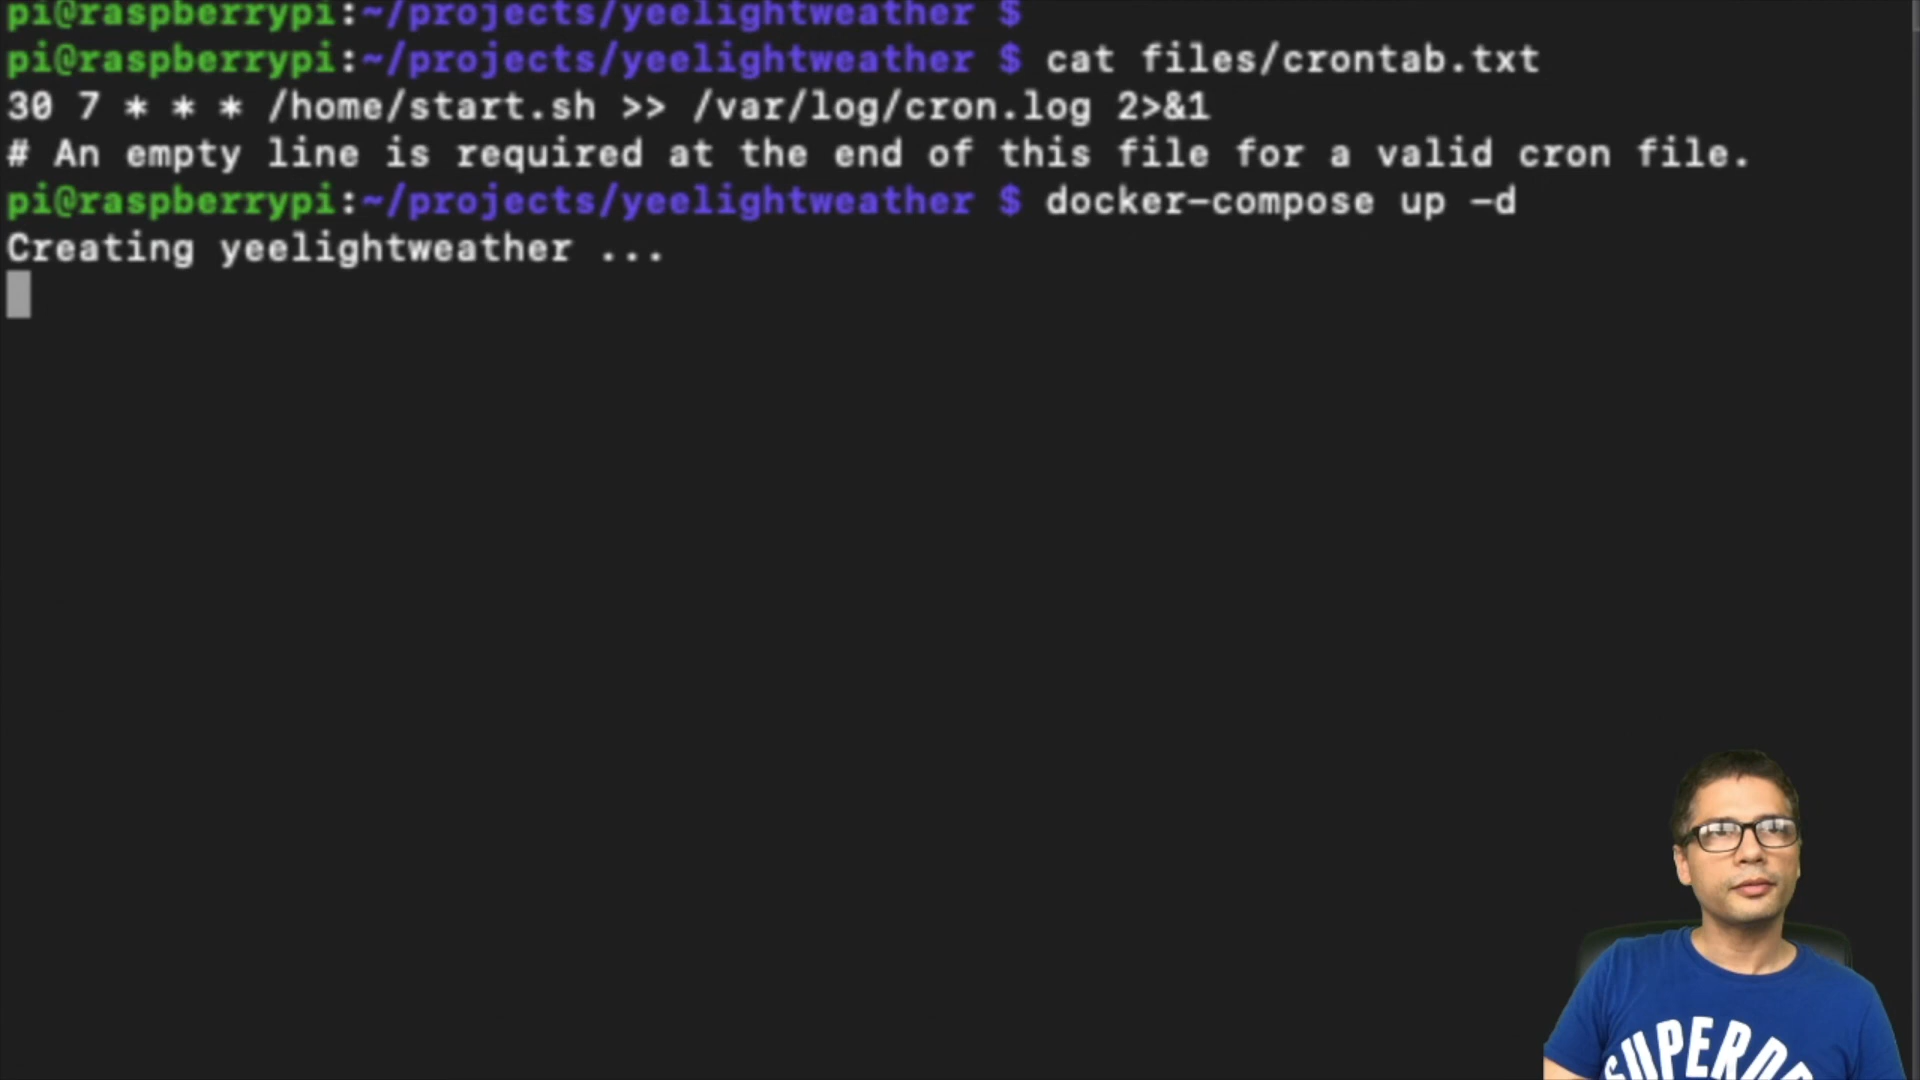 pi@raspberrypi:~/projects/yeelightweather $
pi@raspberrypi:~/projects/yeelightweather $ cat files/crontab.txt
30 7 * * * /home/start.sh >> /var/log/cron.log 2>&1
# An empty line is required at the end of this file for a valid cron file.
pi@raspberrypi:~/projects/yeelightweather $ docker-compose up -d
Creating yeelightweather ...